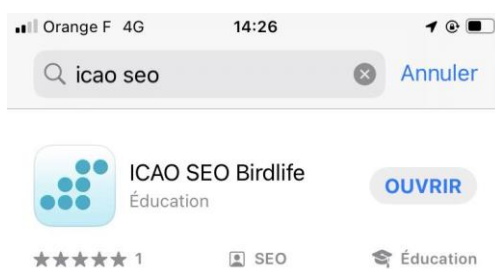 Orange F 4G 14:26
icao seo Annuler
ICAO SEO Birdlife
Éducation
OUVRIR
★★★★★ 1 SEO Éducation